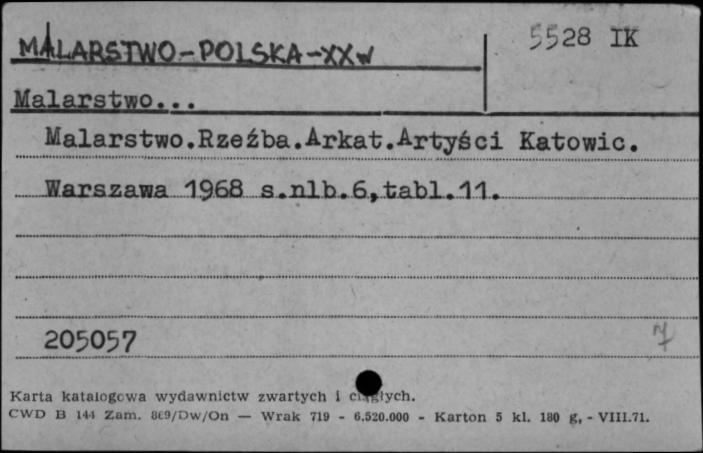 MALARSTWO-POLSKA-XXw
5528 IK
Malarstwo...
Malarstwo.Rzeźba.Arkat.Artyści Katowic.
Warszawa 1968 s.nlb.6,tabl.11.
205057
7
Karta katalogowa wydawnictw zwartych i ciągłych.
CWD B 144 Zam. 869/Dw/On — Wrak 719 - 6.520.000 - Karton 5 kl. 180 g, - VIII.71.